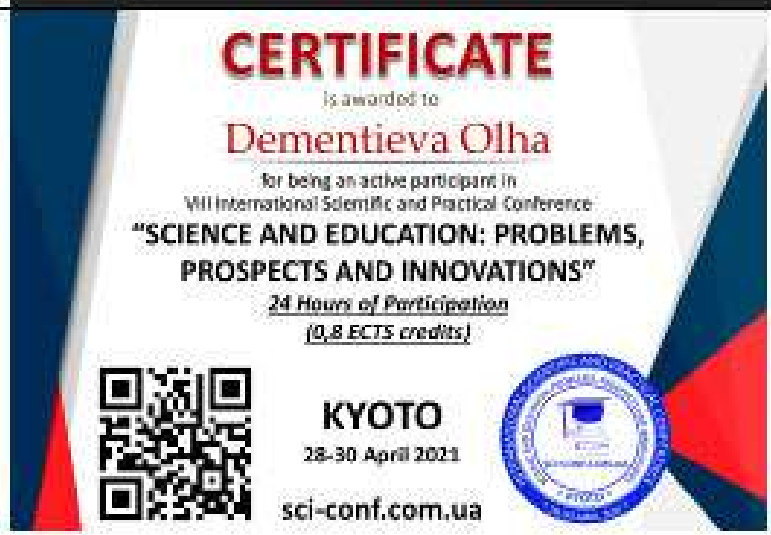 CERTIFICATE
is awarded to
Dementieva Olha
for being an active participant in
VIII International Scientific and Practical Conference
"SCIENCE AND EDUCATION: PROBLEMS,
PROSPECTS AND INNOVATIONS"
24 Hours of Participation
(0,8 ECTS credits)
KYOTO
28-30 April 2021
sci-conf.com.ua
KYOTO